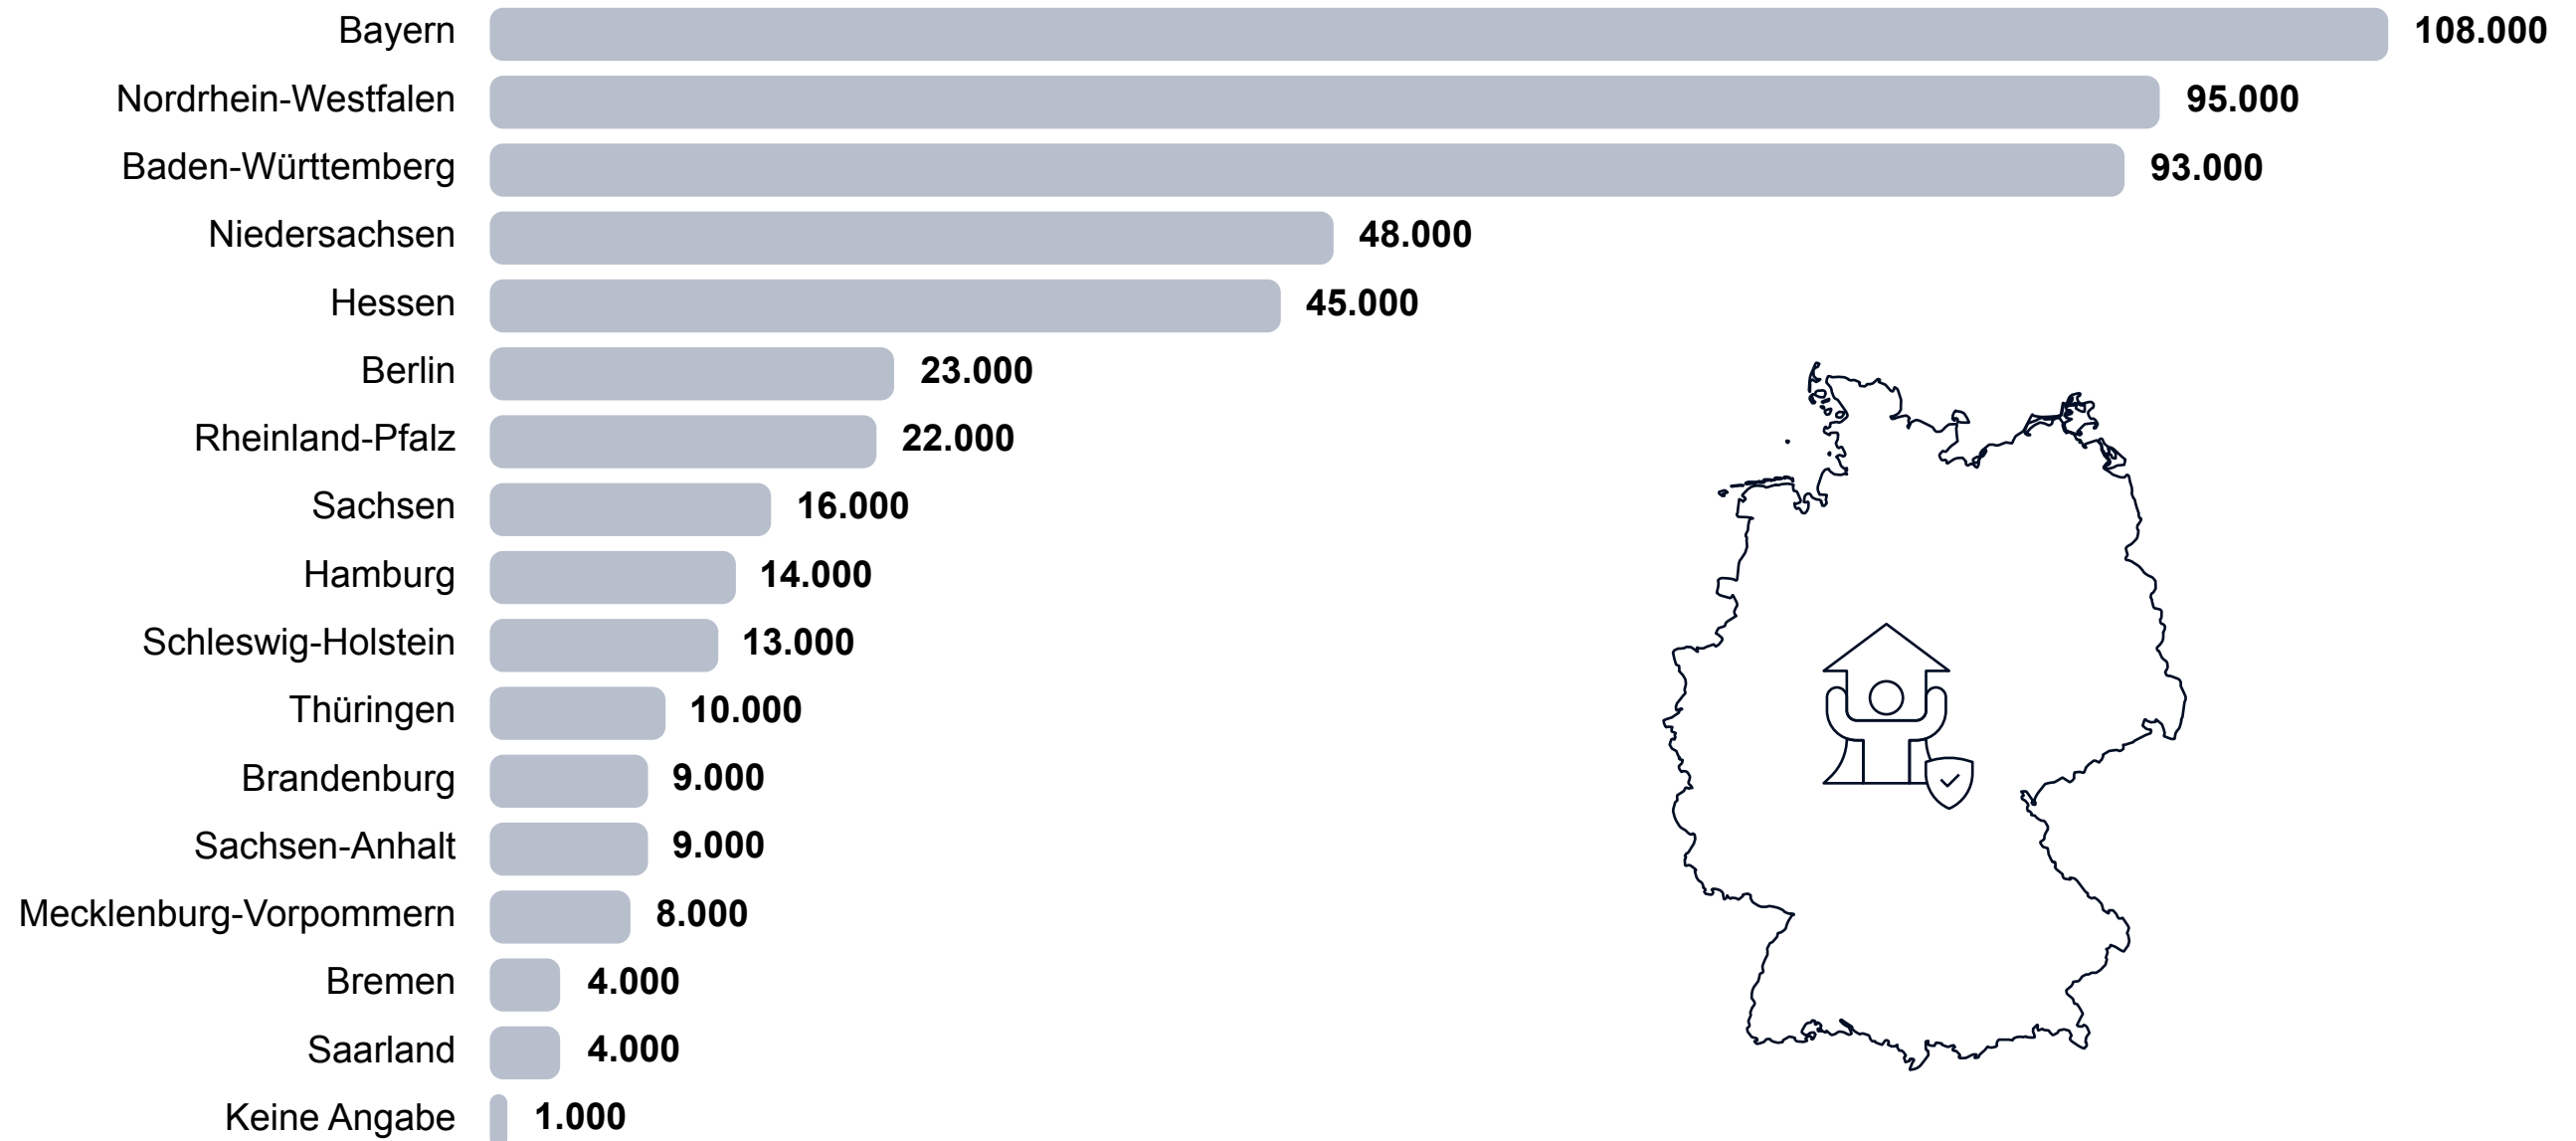 Bayern 108.000
Nordrhein-Westfalen 95.000
Baden-Württemberg 93.000
Niedersachsen 48.000
Hessen 45.000
Berlin 23.000
Rheinland-Pfalz 22.000
Sachsen 16.000
Hamburg 14.000
Schleswig-Holstein 13.000
Thüringen 10.000
Brandenburg 9.000
Sachsen-Anhalt 9.000
Mecklenburg-Vorpommern 8.000
Bremen 4.000
Saarland 4.000
Keine Angabe 1.000